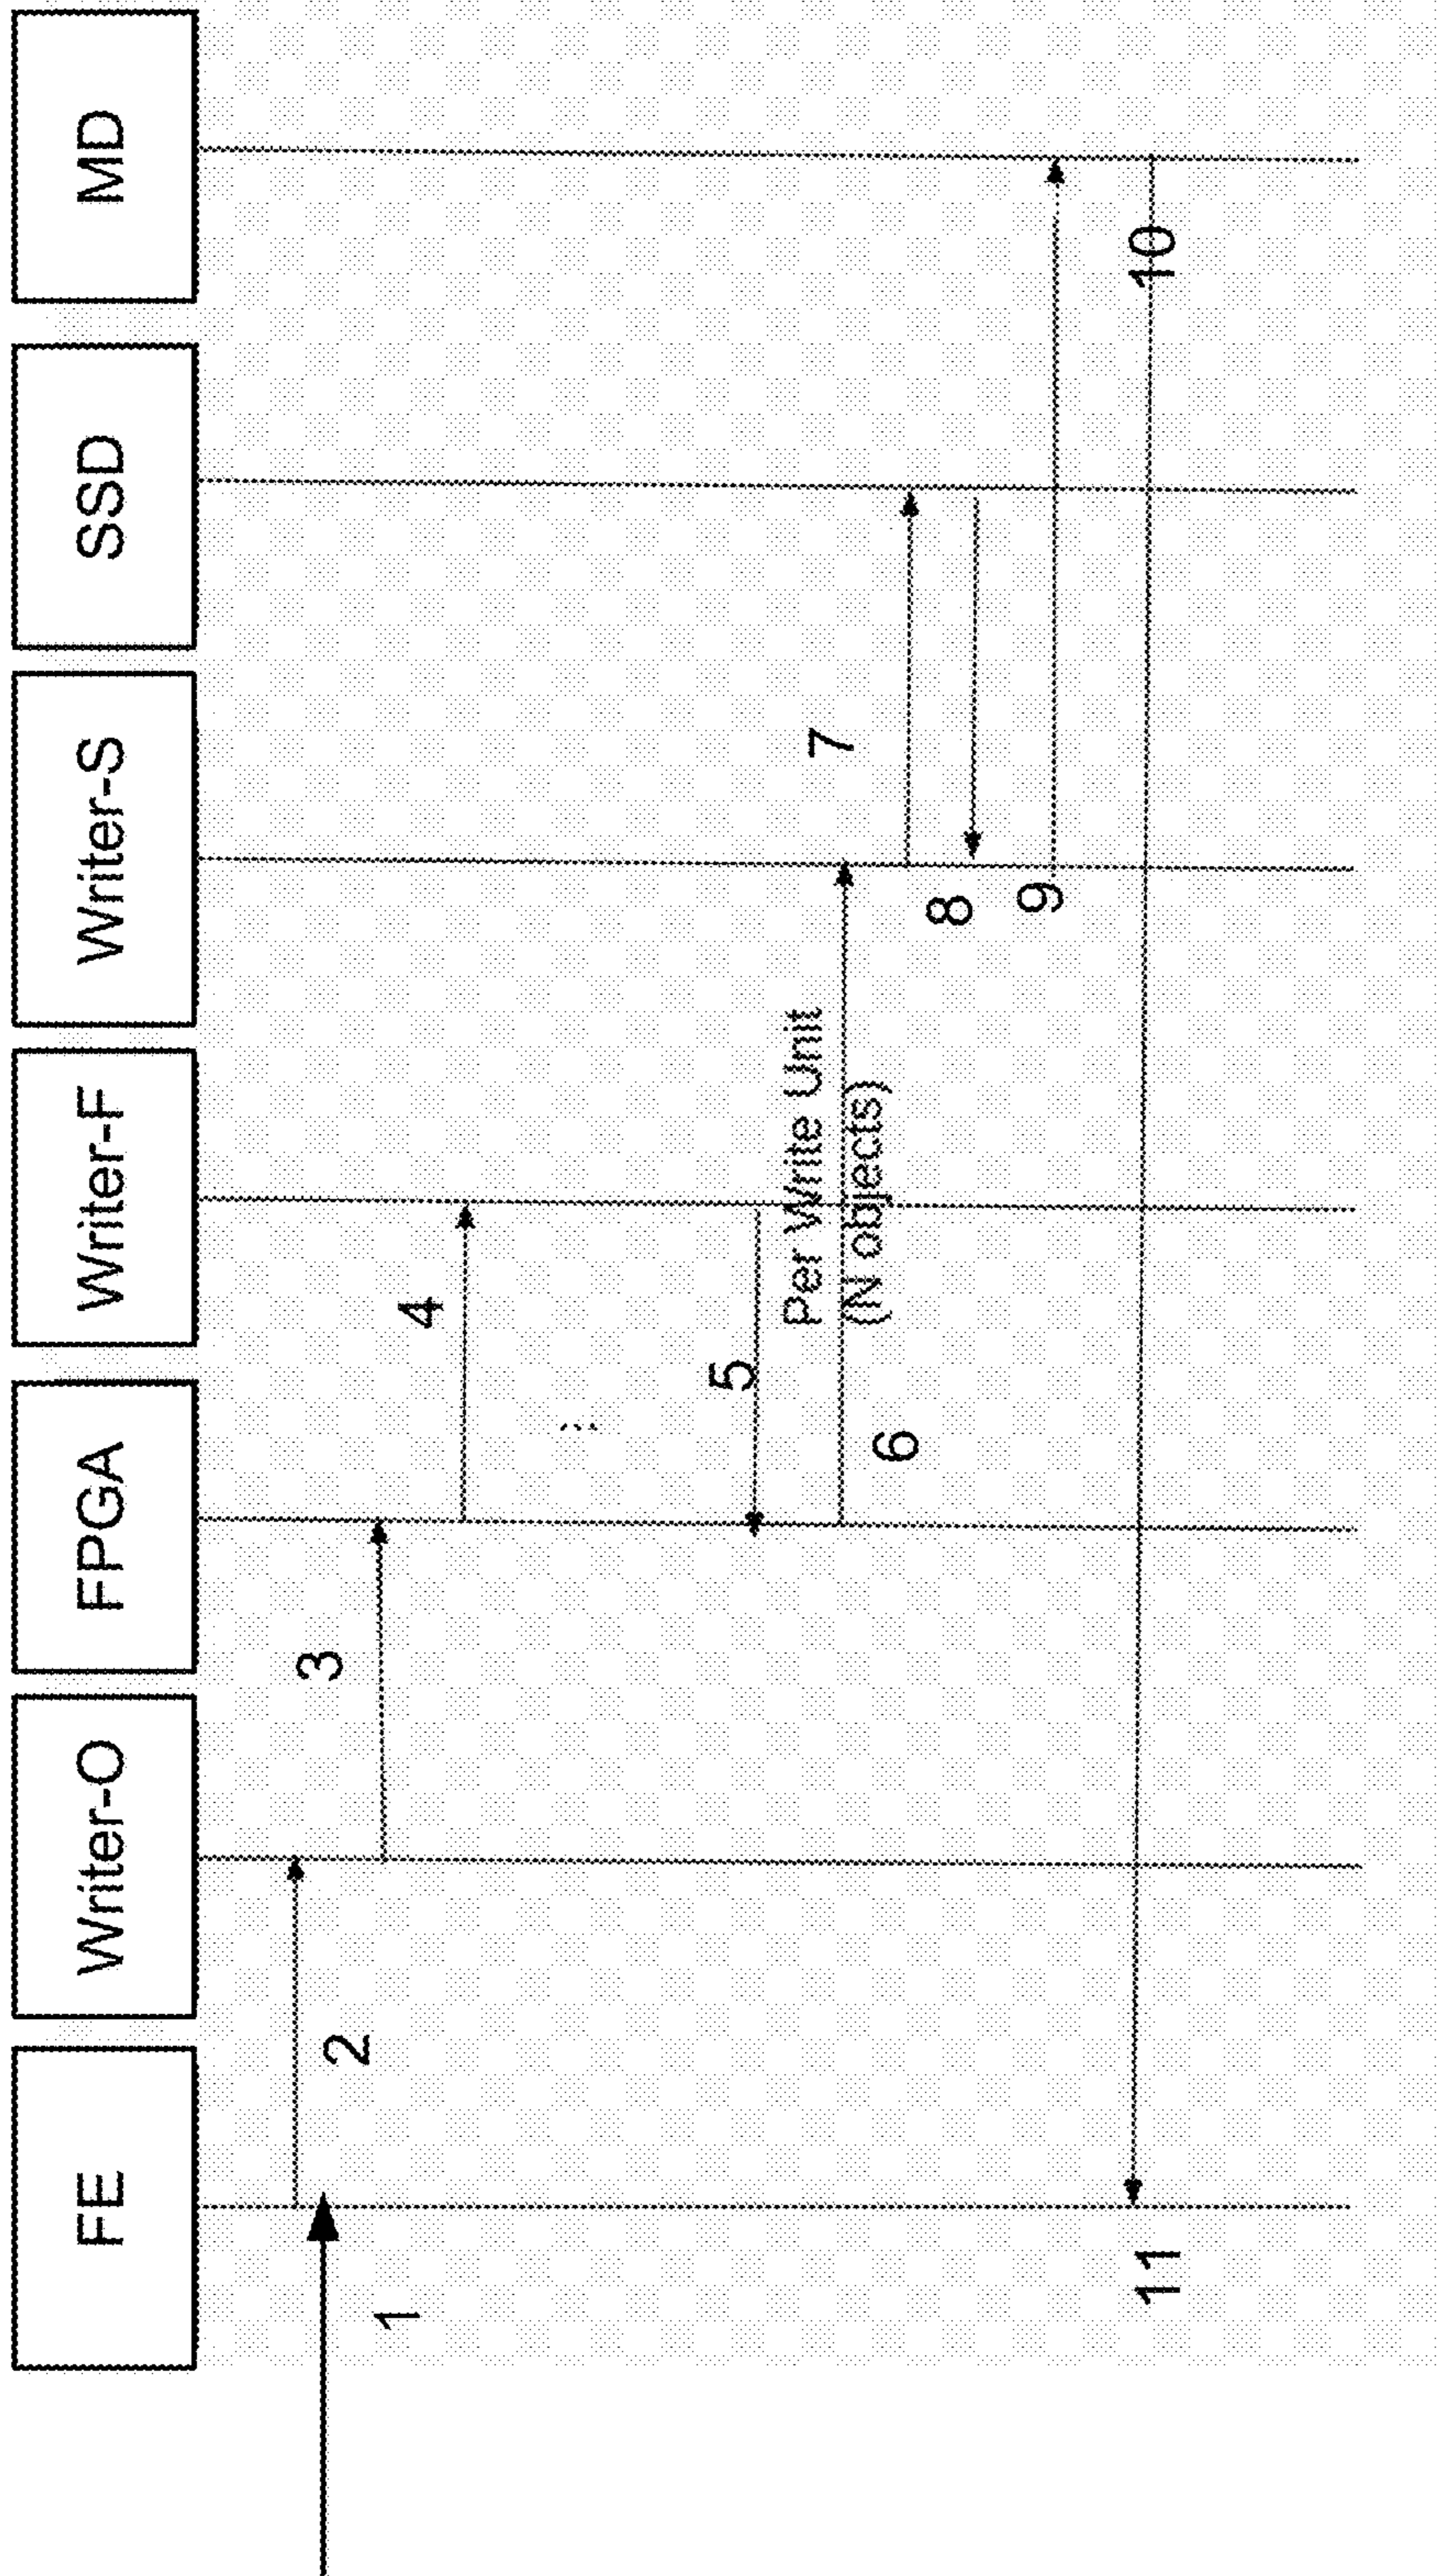 FE
Writer-O
FPGA
Writer-F
Writer-S
SSD
MD
1
2
3
4
...
5
Per Write Unit
(N objects)
6
7
8
9
10
11